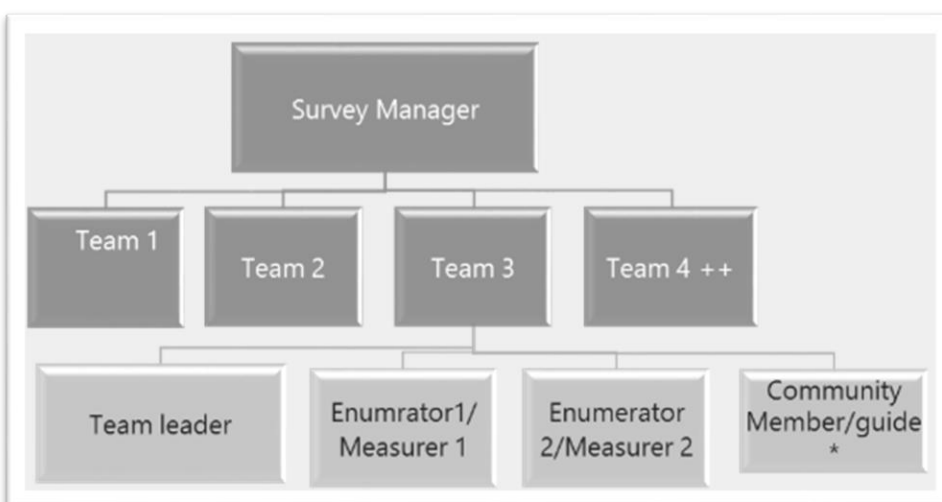 Survey Manager
Team 1
Team 2
Team 3
Team 4 ++
Team leader
Enumrator1/
Measurer 1
Enumerator
2/Measurer 2
Community
Member/guide
*